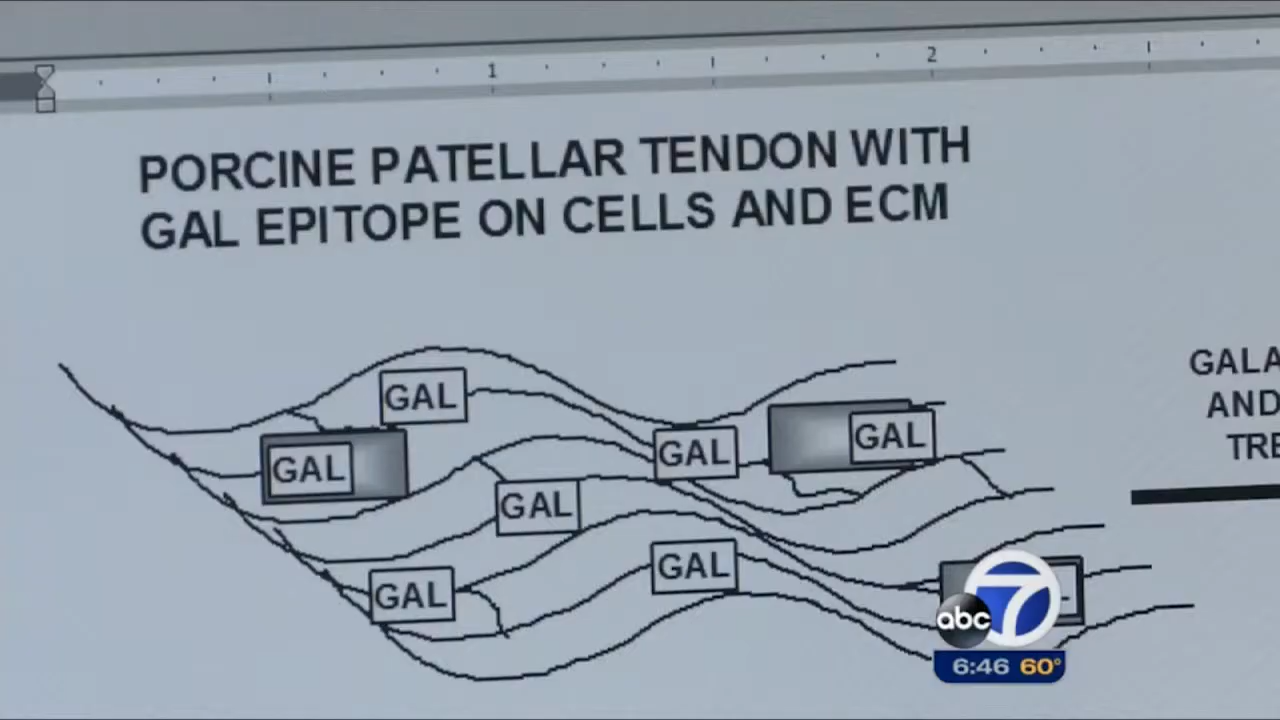 1
2
PORCINE PATELLAR TENDON WITH
GAL EPITOPE ON CELLS AND ECM
GAL
GAL
GAL
GAL
GAL
GAL
GAL
AND
abc 7
6:46 60°